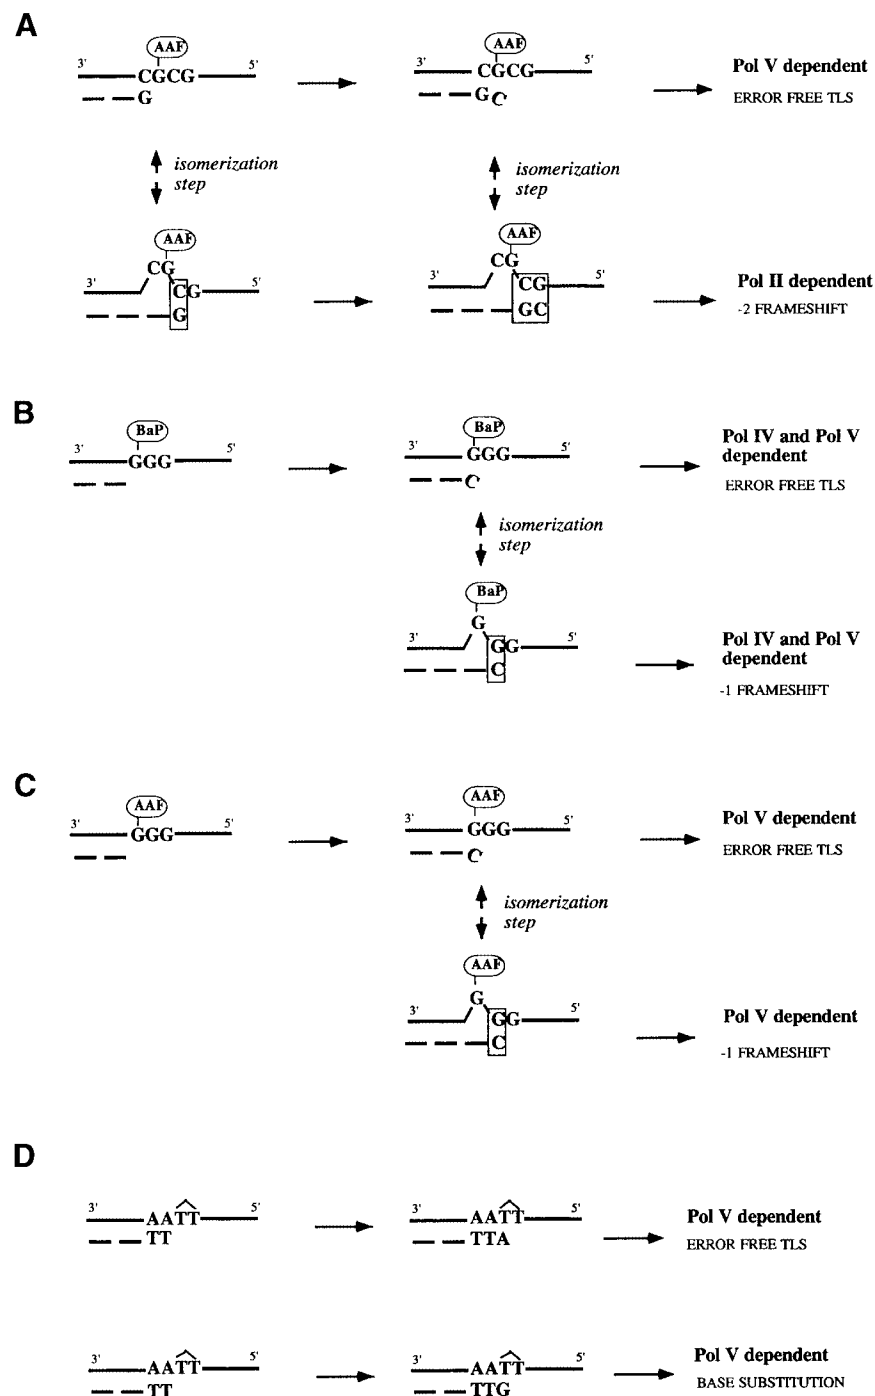 A
AAF AAF
3' 5' 3' 5'
CGCG CGCG
G GC
Pol V dependent
ERROR FREE TLS
isomerization
step
isomerization
step
AAF AAF
CG CG
3' CG 5' 3' CG 5'
G GC
Pol II dependent
-2 FRAMESHIFT
B
BaP BaP
3' 5' 3' 5'
GGG GGG
C
Pol IV and Pol V
dependent
ERROR FREE TLS
isomerization
step
BaP
G
3' GG 5'
C
Pol IV and Pol V
dependent
-1 FRAMESHIFT
C
AAF AAF
3' 5' 3' 5'
GGG GGG
C
Pol V dependent
ERROR FREE TLS
isomerization
step
AAF
G
3' GG 5'
C
Pol V dependent
-1 FRAMESHIFT
D
3' 5' 3' 5'
AATT AATT
TT TTA
Pol V dependent
ERROR FREE TLS
3' 5' 3' 5'
AATT AATT
TT TTG
Pol V dependent
BASE SUBSTITUTION